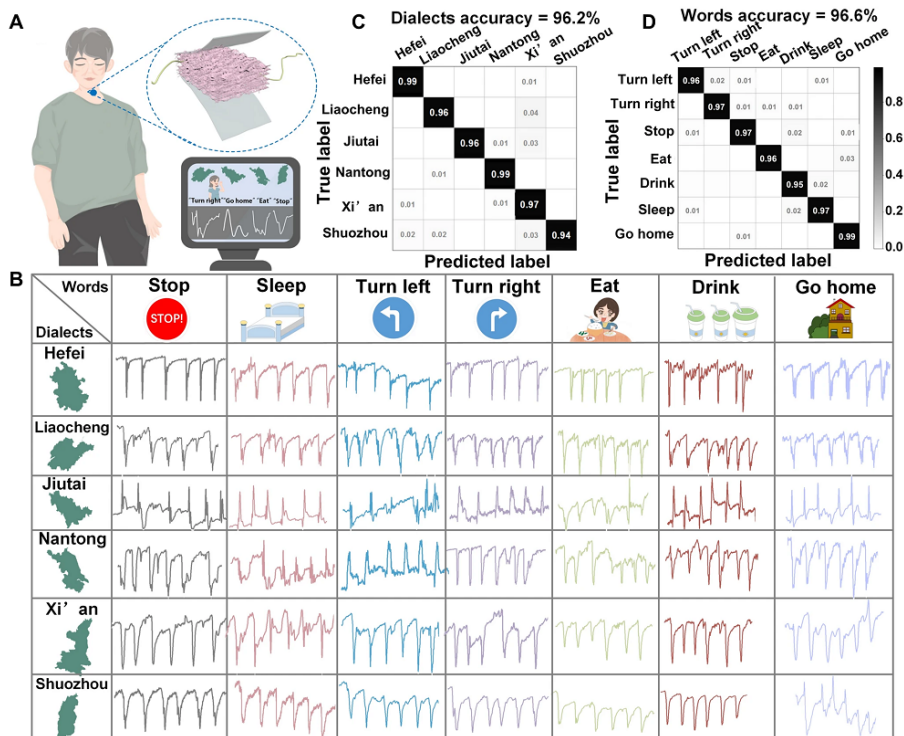 A
"Turn right" "Go home" "Eat" "Stop"
C
Dialects accuracy = 96.2%
Hefei Liaocheng Jiutai Nantong Xi'an Shuozhou
True label
Hefei 0.99 0.01
Liaocheng 0.96 0.04
Jiutai 0.96 0.01 0.03
Nantong 0.01 0.99
Xi'an 0.01 0.01 0.97
Shuozhou 0.02 0.02 0.03 0.94
Predicted label
D
Words accuracy = 96.6%
Turn left Turn right Stop Eat Drink Sleep Go home
True label
Turn left 0.96 0.02 0.01 0.01
Turn right 0.97 0.01 0.01 0.01
Stop 0.01 0.97 0.02 0.01
Eat 0.96 0.03
Drink 0.95 0.02
Sleep 0.01 0.02 0.97
Go home 0.01 0.99
Predicted label
0.8
0.6
0.4
0.2
0.0
B
Words Stop Sleep Turn left Turn right Eat Drink Go home
STOP!
Dialects
Hefei
Liaocheng
Jiutai
Nantong
Xi'an
Shuozhou